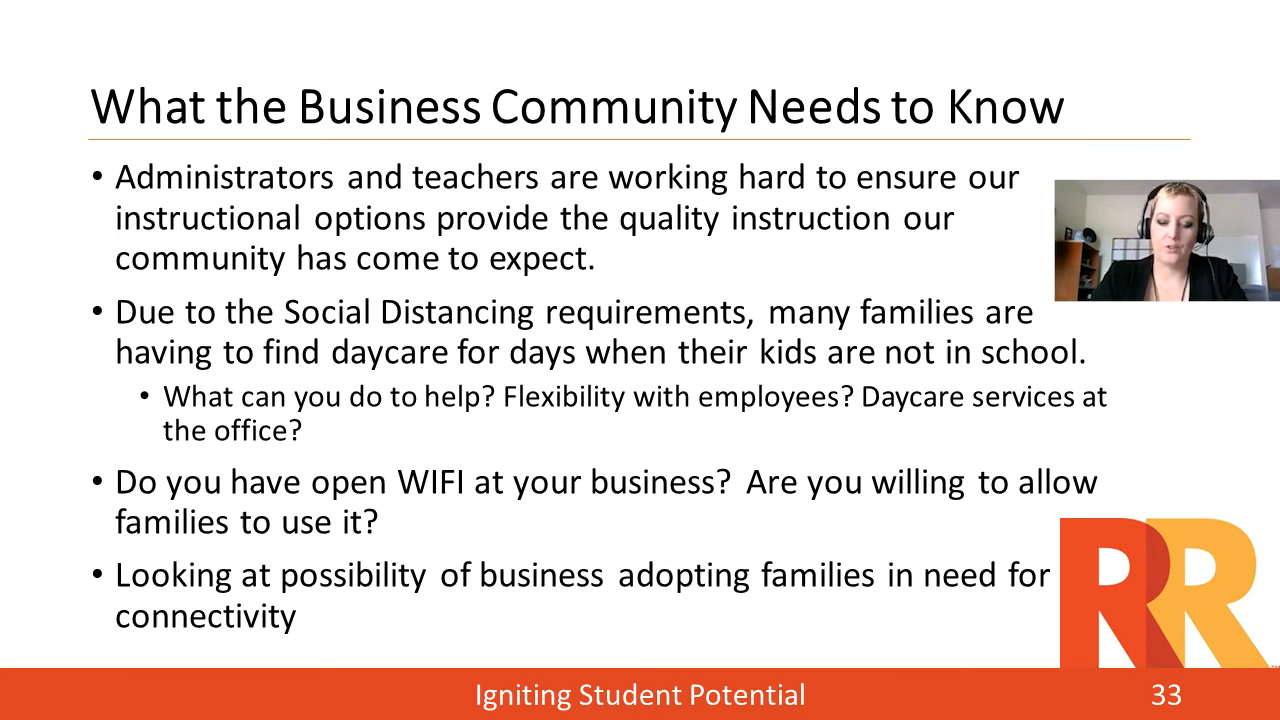 What the Business Community Needs to Know
• Administrators and teachers are working hard to ensure our
instructional options provide the quality instruction our
community has come to expect.
• Due to the Social Distancing requirements, many families are
having to find daycare for days when their kids are not in school.
• What can you do to help? Flexibility with employees? Daycare services at
the office?
• Do you have open WIFI at your business? Are you willing to allow
families to use it?
• Looking at possibility of business adopting families in need for
connectivity
RR
Igniting Student Potential
33